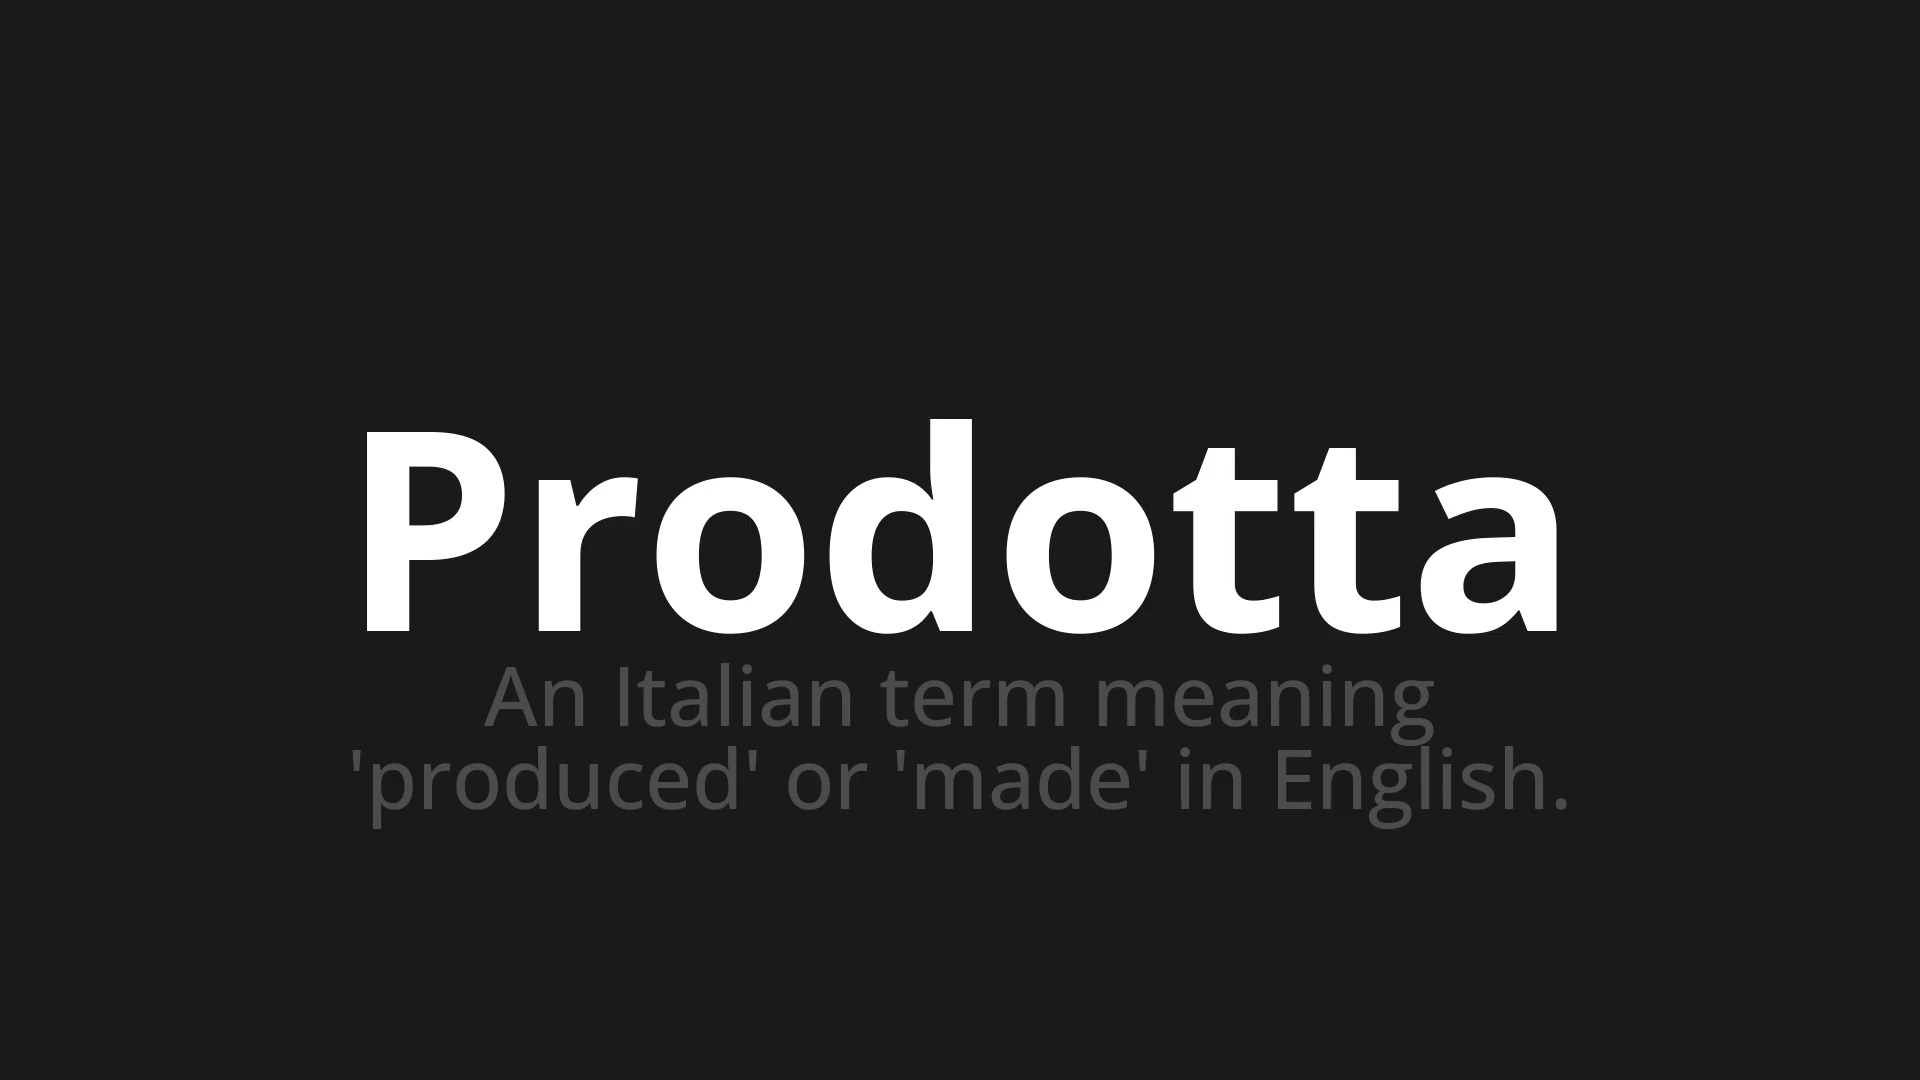 Prodotta
An Italian term meaning
'produced' or 'made' in English.